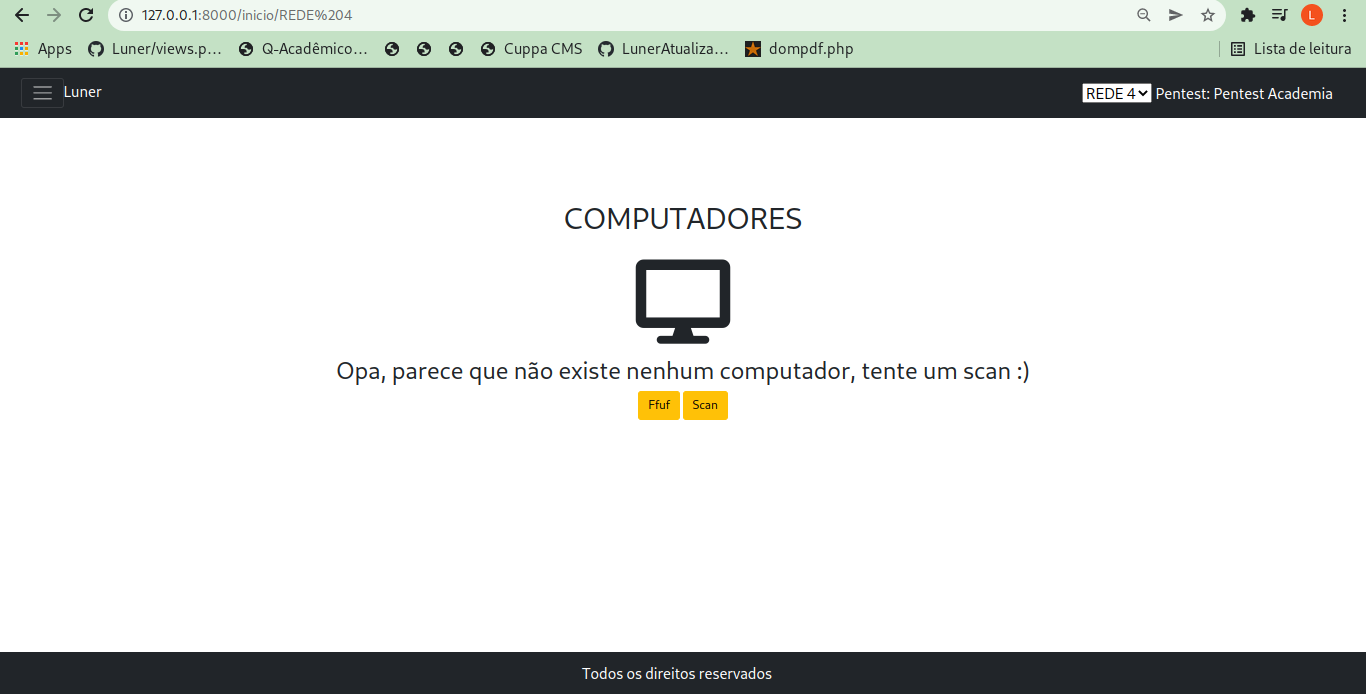 127.0.0.1:8000/inicio/REDE%204
L
Apps Luner/views.p... Q-Acadêmico... Cuppa CMS LunerAtualiza... dompdf.php Lista de leitura
Luner REDE 4 Pentest: Pentest Academia
COMPUTADORES
Opa, parece que não existe nenhum computador, tente um scan :)
Ffuf Scan
Todos os direitos reservados